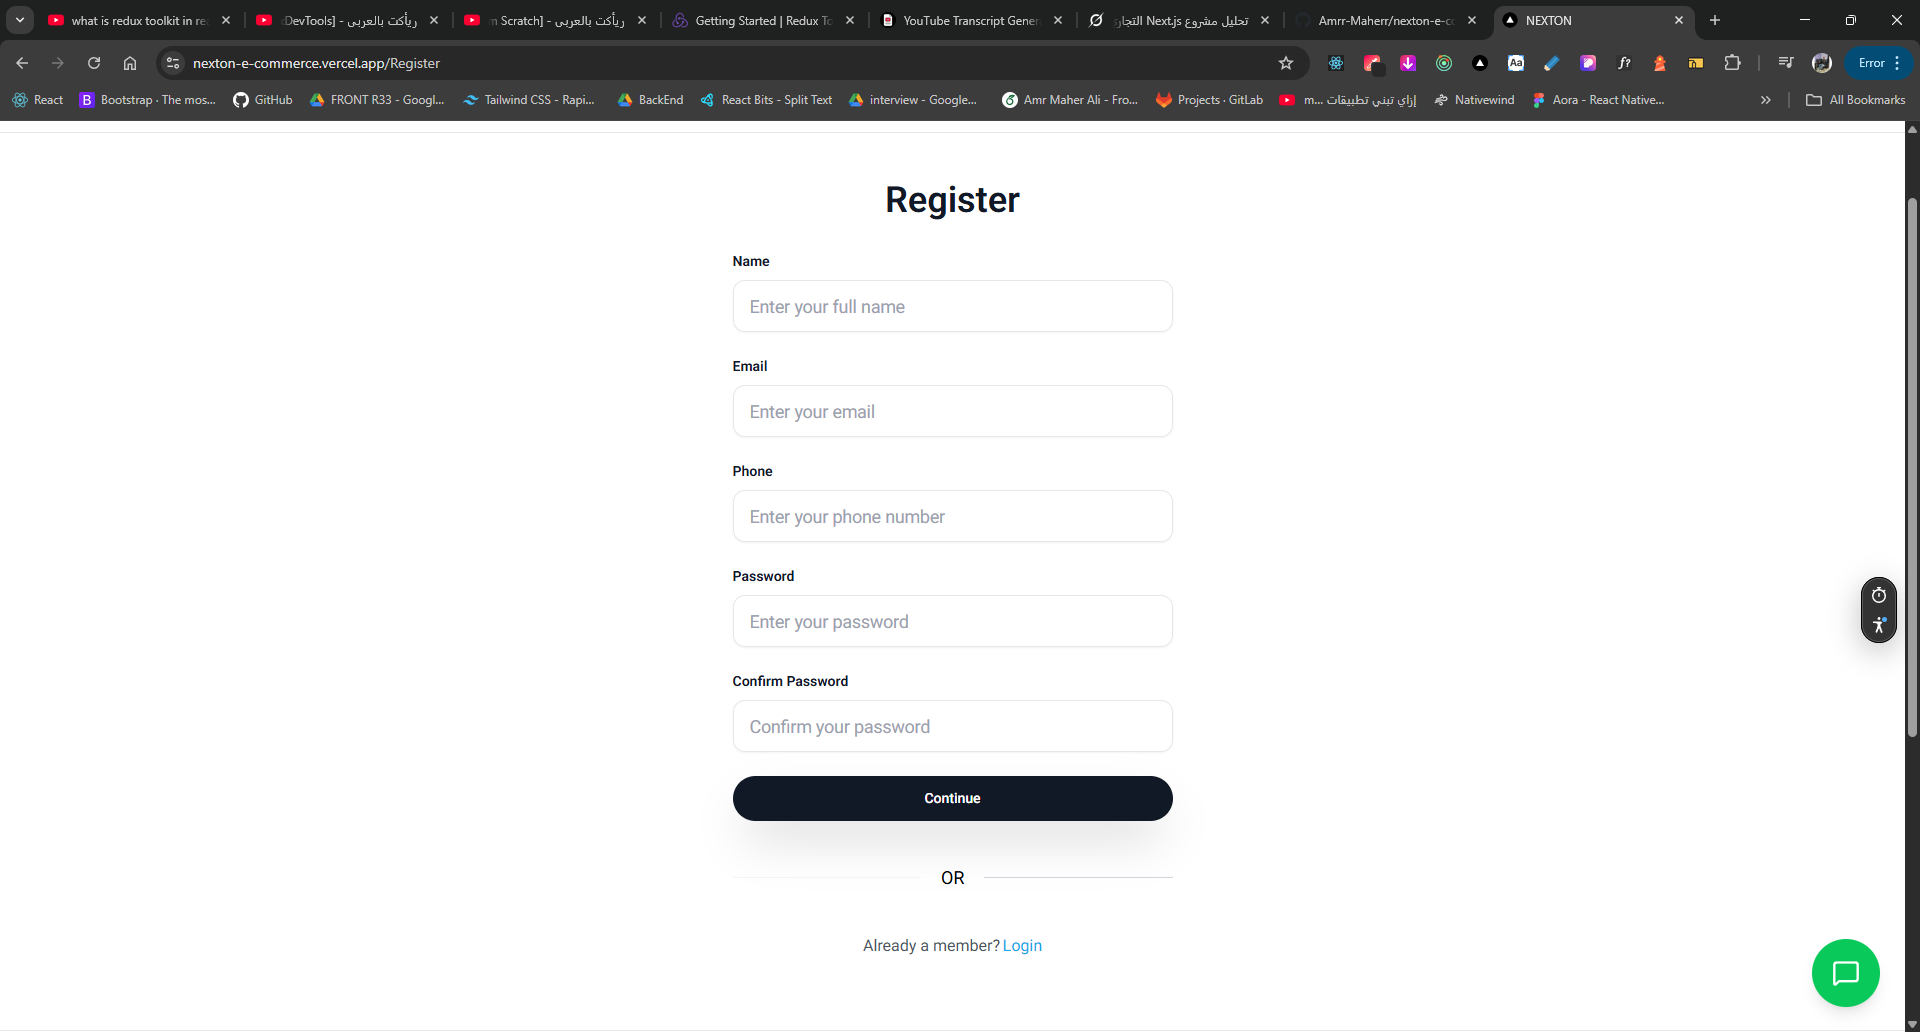 what is redux toolkit in re
DevTools] - رياكت بالعربي
m Scratch] - رياكت بالعربي
Getting Started | Redux To
YouTube Transcript Gener
تحليل مشروع Next.js التجار
Amrr-Maherr/nexton-e-co
NEXTON
nexton-e-commerce.vercel.app/Register
Aa
f?
Error
React
Bootstrap · The mos...
GitHub
FRONT R33 - Googl...
Tailwind CSS - Rapi...
BackEnd
React Bits - Split Text
interview - Google...
Amr Maher Ali - Fro...
Projects · GitLab
إزاي تبني تطبيقات m...
Nativewind
Aora - React Native...
All Bookmarks
Register
Name
Enter your full name
Email
Enter your email
Phone
Enter your phone number
Password
Enter your password
Confirm Password
Confirm your password
Continue
OR
Already a member? Login